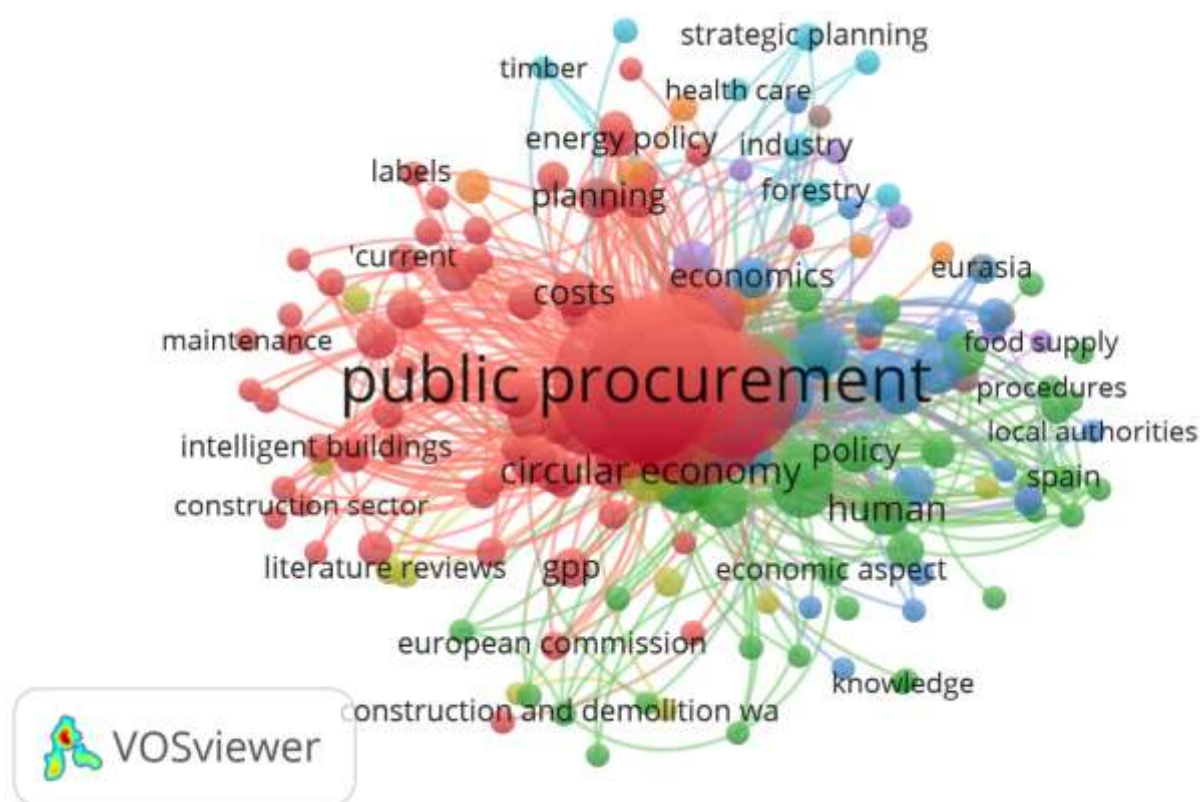 strategic planning
timber
health care
energy policy
industry
labels
planning
forestry
'current
economics
eurasia
costs
maintenance
food supply
public procurement
procedures
local authorities
intelligent buildings
policy
circular economy
spain
construction sector
human
literature reviews
gpp
economic aspect
european commission
knowledge
construction and demolition wa
VOSviewer